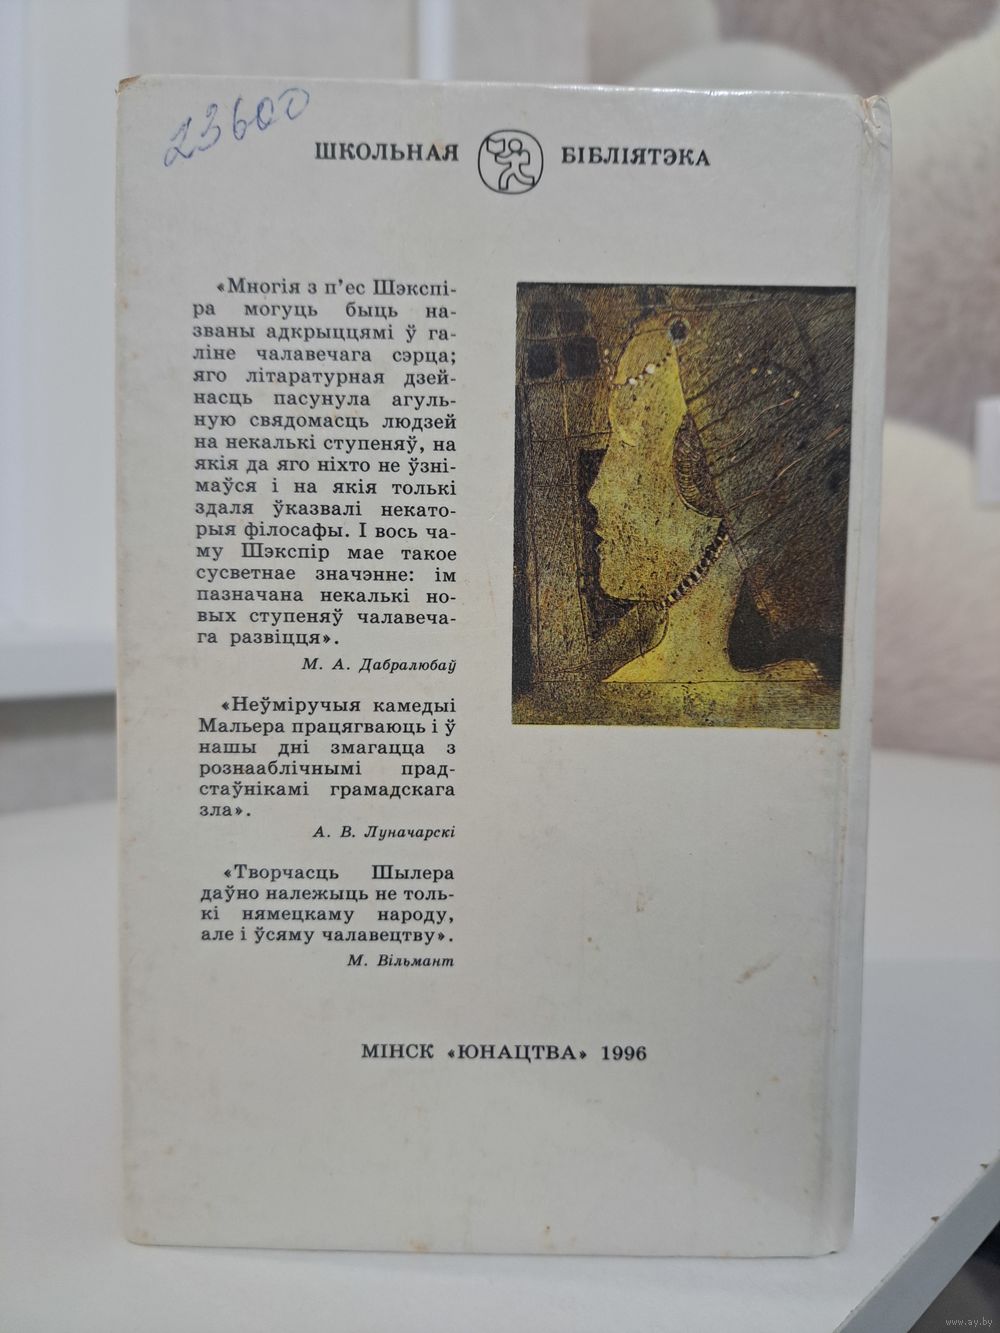 23600
ШКОЛЬНАЯ БІБЛІЯТЭКА
«Многія з п'ес Шэкспі-
ра могуць быць на-
званы адкрыццямі ў га-
ліне чалавечага сэрца;
яго літаратурная дзей-
насць пасунула агуль-
ную свядомасць людзей
на некалькі ступеняў, на
якія да яго ніхто не ўзні-
маўся і на якія толькі
здаля ўказвалі некато-
рыя філосафы. І вось ча-
му Шэкспір мае такое
сусветнае значэнне: ім
пазначана некалькі но-
вых ступеняў чалавеча-
га развіцця».
М. А. Дабралюбаў
«Неўміручыя камедыі
Мальера працягваюць і ў
нашы дні змагацца з
рознааблічнымі прад-
стаўнікамі грамадскага
зла».
А. В. Луначарскі
«Творчасць Шылера
даўно належыць не толь-
кі нямецкаму народу,
але і ўсяму чалавецтву».
М. Вільмант
МІНСК «ЮНАЦТВА» 1996
www.ay.by